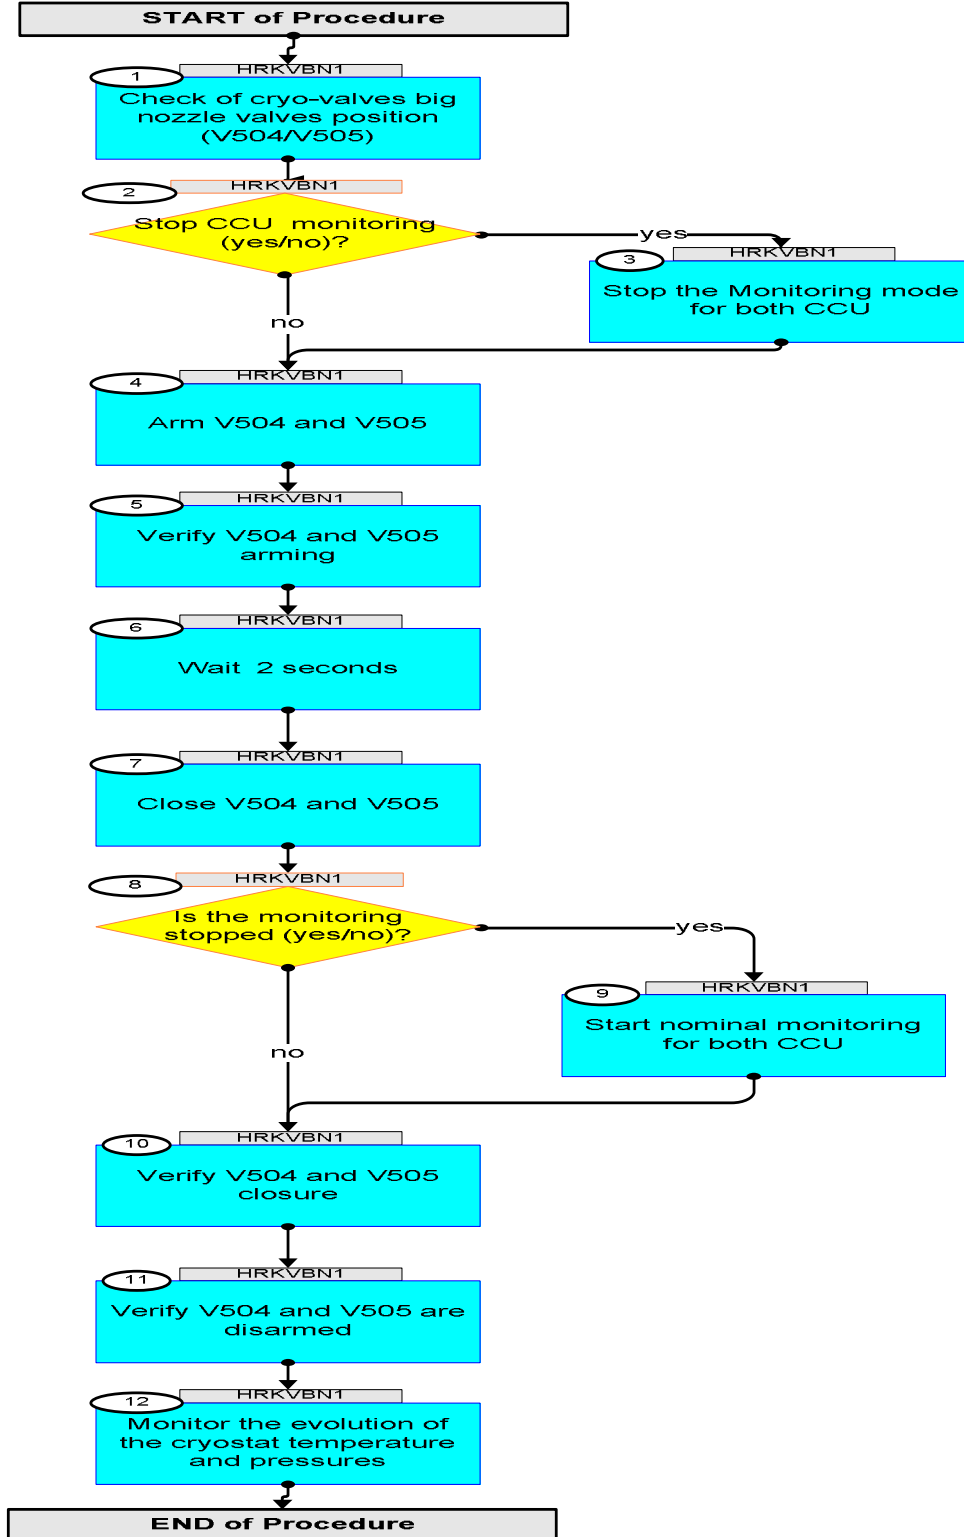 START of Procedure
HRKVBN1
1
Check of cryo-valves big
nozzle valves position
(V504/V505)
HRKVBN1
2
Stop CCU monitoring
(yes/no)?
yes
HRKVBN1
3
Stop the Monitoring mode
for both CCU
no
HRKVBN1
4
Arm V504 and V505
HRKVBN1
5
Verify V504 and V505
arming
HRKVBN1
6
Wait 2 seconds
HRKVBN1
7
Close V504 and V505
HRKVBN1
8
Is the monitoring
stopped (yes/no)?
yes
HRKVBN1
9
Start nominal monitoring
for both CCU
no
HRKVBN1
10
Verify V504 and V505
closure
HRKVBN1
11
Verify V504 and V505 are
disarmed
HRKVBN1
12
Monitor the evolution of
the cryostat temperature
and pressures
END of Procedure